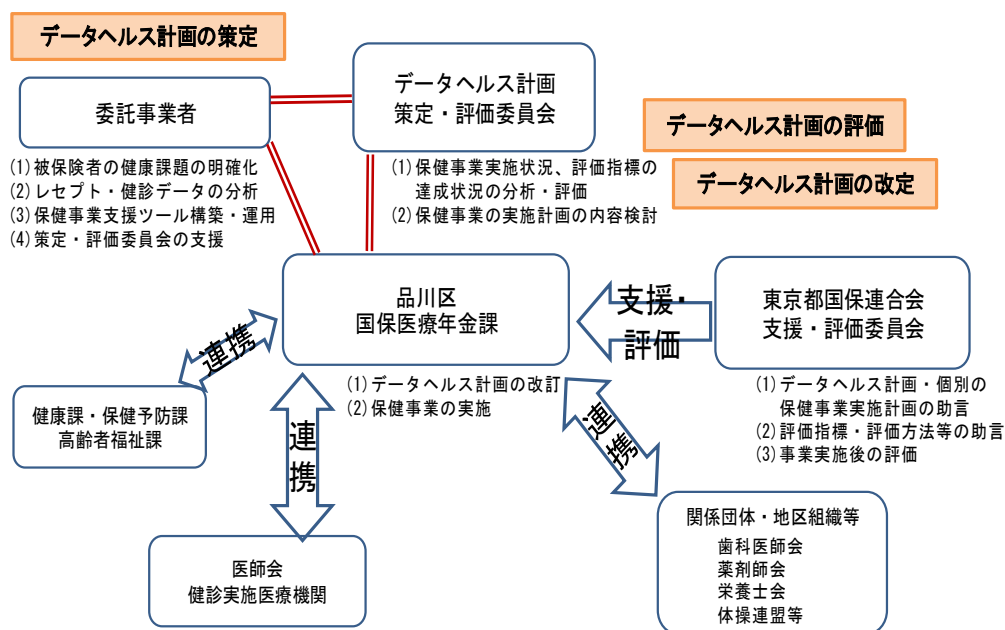 データヘルス計画の策定
データヘルス計画
策定・評価委員会
委託事業者
データヘルス計画の評価
(1)被保険者の健康課題の明確化
(2)レセプト・健診データの分析
(3)保健事業支援ツール構築・運用
(4)策定・評価委員会の支援
(1)保健事業実施状況、評価指標の
達成状況の分析・評価
(2)保健事業の実施計画の内容検討
データヘルス計画の改定
品川区
国保医療年金課
支援・
評価
東京都国保連合会
支援・評価委員会
連携
(1)データヘルス計画の改訂
(2)保健事業の実施
(1)データヘルス計画・個別の
保健事業実施計画の助言
(2)評価指標・評価方法等の助言
(3)事業実施後の評価
健康課・保健予防課
高齢者福祉課
連携
連携
医師会
健診実施医療機関
関係団体・地区組織等
歯科医師会
薬剤師会
栄養士会
体操連盟等